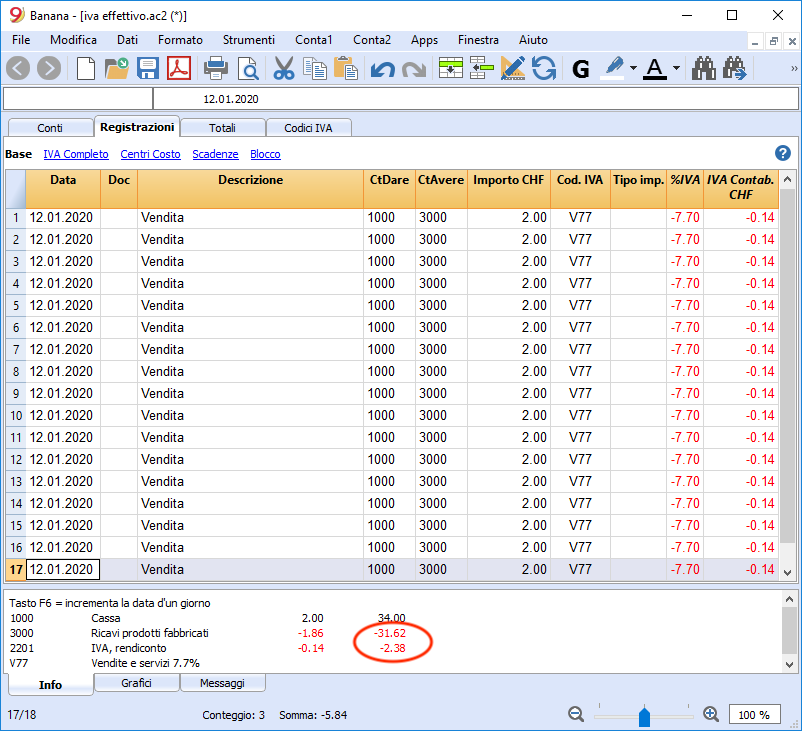 Banana - [iva effettivo.ac2 (*)]
File Modifica Dati Formato Strumenti Conta1 Conta2 Apps Finestra Aiuto
G A »
12.01.2020
Conti Registrazioni Totali Codici IVA
Base IVA Completo Centri Costo Scadenze Blocco ?
Data Doc Descrizione CtDare CtAvere Importo CHF Cod. IVA Tipo imp. %IVA IVA Contab.
CHF
1 12.01.2020 Vendita 1000 3000 2.00 V77 -7.70 -0.14
2 12.01.2020 Vendita 1000 3000 2.00 V77 -7.70 -0.14
3 12.01.2020 Vendita 1000 3000 2.00 V77 -7.70 -0.14
4 12.01.2020 Vendita 1000 3000 2.00 V77 -7.70 -0.14
5 12.01.2020 Vendita 1000 3000 2.00 V77 -7.70 -0.14
6 12.01.2020 Vendita 1000 3000 2.00 V77 -7.70 -0.14
7 12.01.2020 Vendita 1000 3000 2.00 V77 -7.70 -0.14
8 12.01.2020 Vendita 1000 3000 2.00 V77 -7.70 -0.14
9 12.01.2020 Vendita 1000 3000 2.00 V77 -7.70 -0.14
10 12.01.2020 Vendita 1000 3000 2.00 V77 -7.70 -0.14
11 12.01.2020 Vendita 1000 3000 2.00 V77 -7.70 -0.14
12 12.01.2020 Vendita 1000 3000 2.00 V77 -7.70 -0.14
13 12.01.2020 Vendita 1000 3000 2.00 V77 -7.70 -0.14
14 12.01.2020 Vendita 1000 3000 2.00 V77 -7.70 -0.14
15 12.01.2020 Vendita 1000 3000 2.00 V77 -7.70 -0.14
16 12.01.2020 Vendita 1000 3000 2.00 V77 -7.70 -0.14
17 12.01.2020 Vendita 1000 3000 2.00 V77 -7.70 -0.14
Tasto F6 = incrementa la data d'un giorno
1000 Cassa 2.00 34.00
3000 Ricavi prodotti fabbricati -1.86 -31.62
2201 IVA, rendiconto -0.14 -2.38
V77 Vendite e servizi 7.7%
Info Grafici Messaggi
17/18 Conteggio: 3 Somma: -5.84 100 %